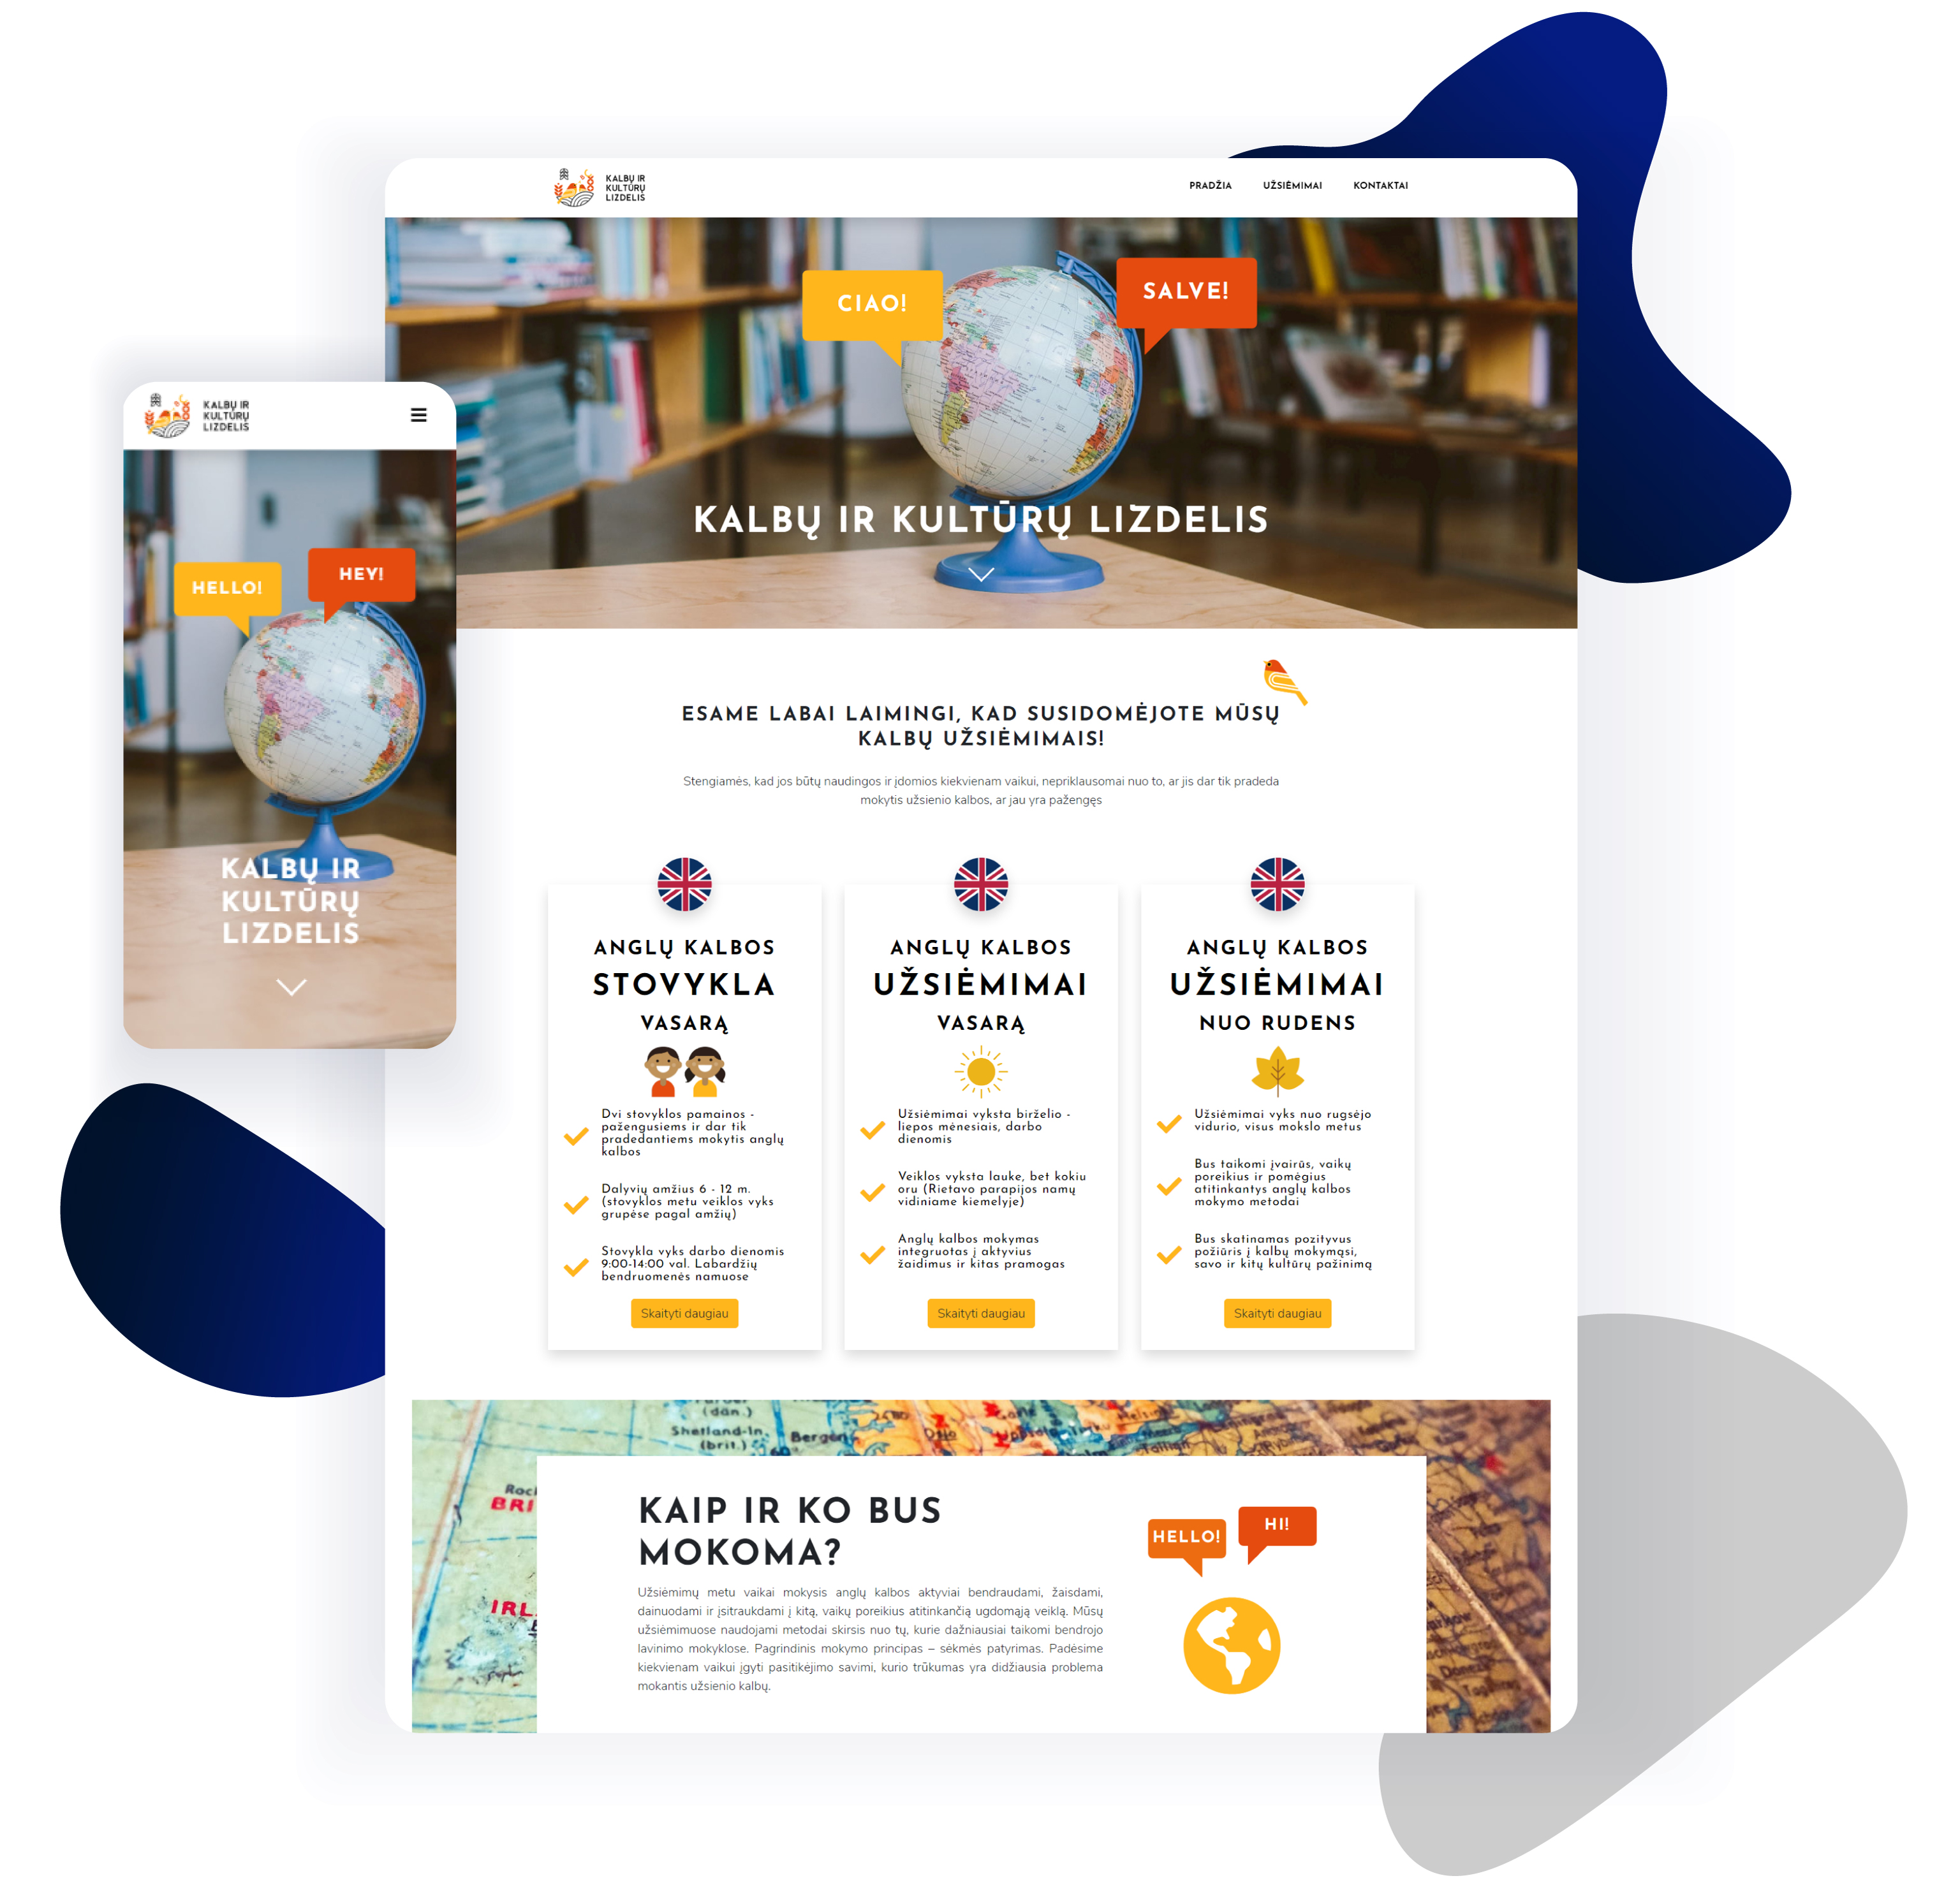 KALBŲ IR
KULTŪRŲ
LIZDELIS
PRADŽIA UŽSIĖMIMAI KONTAKTAI
CIAO!
SALVE!
KALBŲ IR KULTŪRŲ LIZDELIS
KALBŲ IR
KULTŪRŲ
LIZDELIS
HELLO!
HEY!
KALBŲ IR
KULTŪRŲ
LIZDELIS
ESAME LABAI LAIMINGI, KAD SUSIDOMĖJOTE MŪSŲ
KALBŲ UŽSIĖMIMAIS!
Stengiamės, kad jos būtų naudingos ir įdomios kiekvienam vaikui, nepriklausomai nuo to, ar jis dar tik pradeda
mokytis užsienio kalbos, ar jau yra pažengęs
ANGLŲ KALBOS
STOVYKLA
VASARĄ
Dvi stovyklos pamainos -
pažengusiems ir dar tik
pradedantiems mokytis anglų
kalbos
Dalyvių amžius 6 - 12 m.
(stovyklos metu veiklos vyks
grupėse pagal amžių)
Stovykla vyks darbo dienomis
9:00-14:00 val. Labardžių
bendruomenės namuose
Skaityti daugiau
ANGLŲ KALBOS
UŽSIĖMIMAI
VASARĄ
Užsiėmimai vyksta birželio -
liepos mėnesiais, darbo
dienomis
Veiklos vyksta lauke, bet kokiu
oru (Rietavo parapijos namų
vidiniame kiemelyje)
Anglų kalbos mokymas
integruotas į aktyvius
žaidimus ir kitas pramogas
Skaityti daugiau
ANGLŲ KALBOS
UŽSIĖMIMAI
NUO RUDENS
Užsiėmimai vyks nuo rugsėjo
vidurio, visus mokslo metus
Bus taikomi įvairūs, vaikų
poreikius ir pomėgius
atitinkantys anglų kalbos
mokymo metodai
Bus skatinamas pozityvus
požiūris į kalbų mokymąsi,
savo ir kitų kultūrų pažinimą
Skaityti daugiau
(dän.)
Shetland-In.
(brit.)
Bergen
Oslo
BRI
IRL
KAIP IR KO BUS
MOKOMA?
Užsiėmimų metu vaikai mokysis anglų kalbos aktyviai bendraudami, žaisdami,
dainuodami ir įsitraukdami į kitą, vaikų poreikius atitinkančią ugdomąją veiklą. Mūsų
užsiėmimuose naudojami metodai skirsis nuo tų, kurie dažniausiai taikomi bendrojo
lavinimo mokyklose. Pagrindinis mokymo principas – sėkmės patyrimas. Padėsime
kiekvienam vaikui įgyti pasitikėjimo savimi, kurio trūkumas yra didžiausia problema
mokantis užsienio kalbų.
HELLO!
HI!